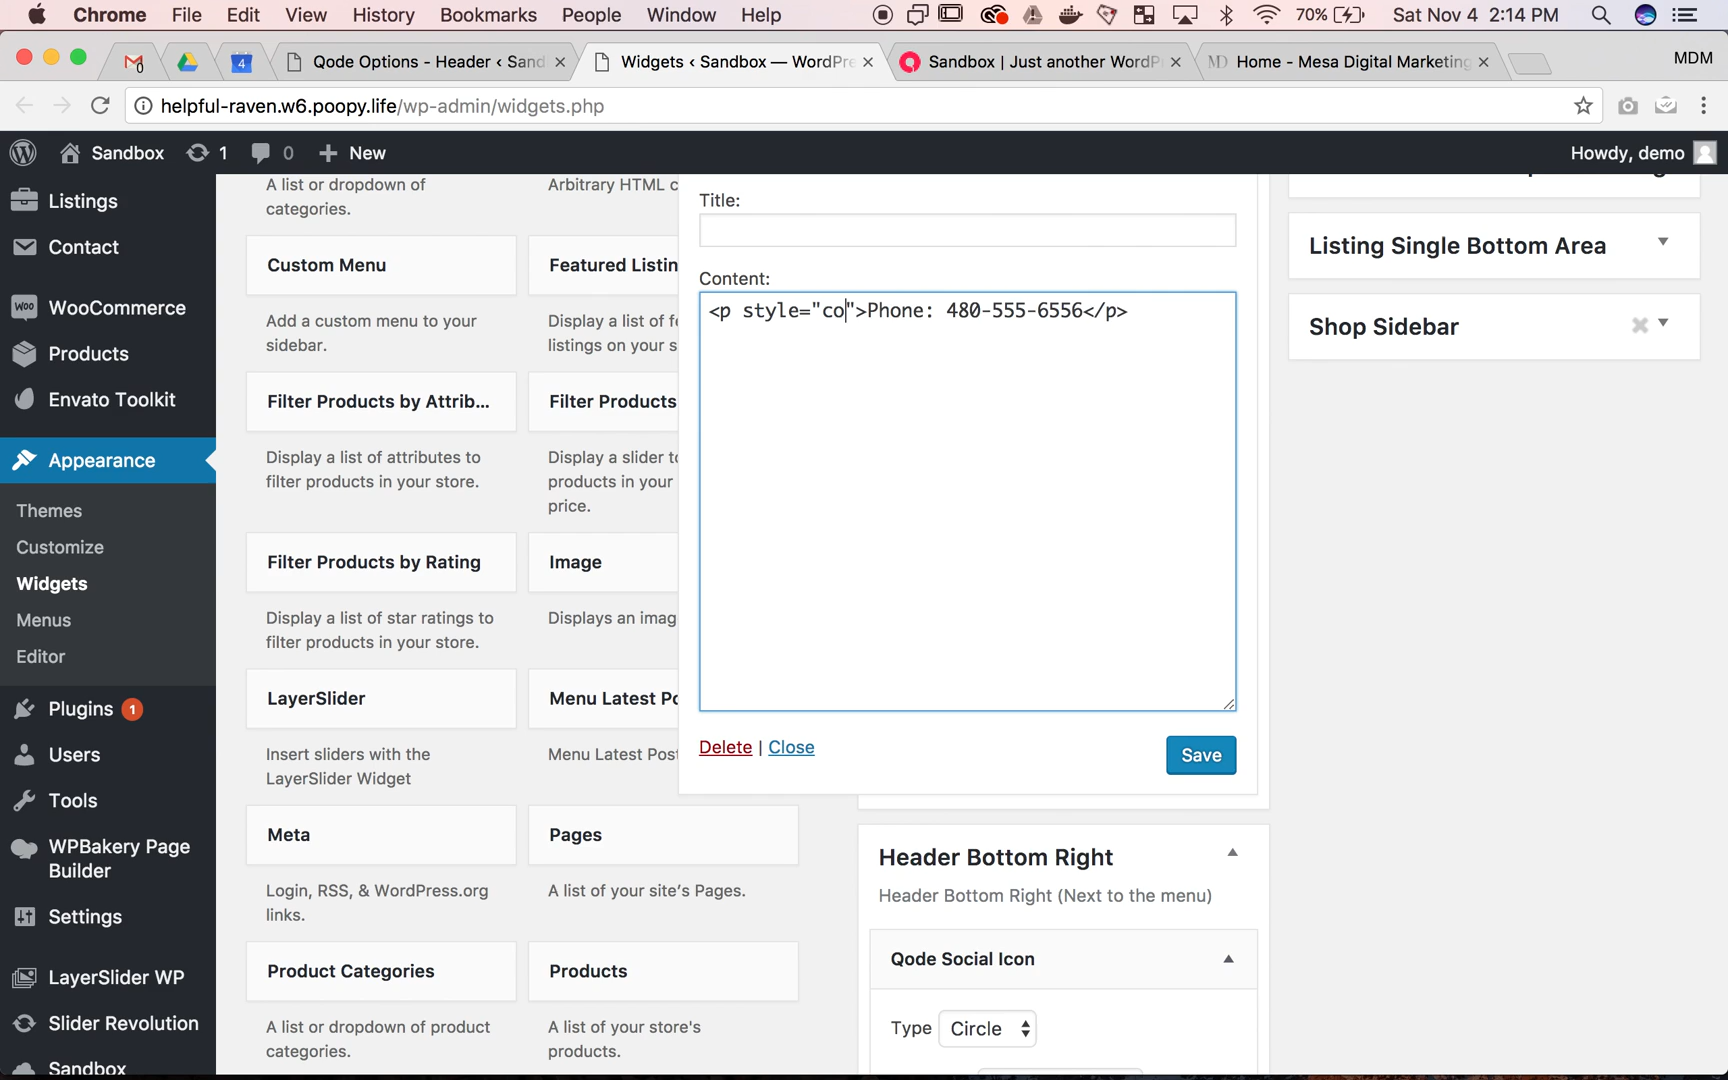 Chrome File Edit View History Bookmarks People Window Help 70% Sat Nov 4 2:14 PM
4 Qode Options - Header ‹ Sand Widgets ‹ Sandbox — WordPre Sandbox | Just another WordP MD Home - Mesa Digital Marketing MDM
helpful-raven.w6.poopy.life/wp-admin/widgets.php
Sandbox 1 0 New Howdy, demo
Listings
Contact
WOO WooCommerce
Products
Envato Toolkit
Appearance
Themes
Customize
Widgets
Menus
Editor
Plugins 1
Users
Tools
WPBakery Page
Builder
Settings
LayerSlider WP
Slider Revolution
Sandbox
A list or dropdown of
categories.
Arbitrary HTML c
Custom Menu
Featured Listin
Add a custom menu to your
sidebar.
Display a list of fe
listings on your s
Filter Products by Attrib...
Filter Products
Display a list of attributes to
filter products in your store.
Display a slider to
products in your
price.
Filter Products by Rating
Image
Display a list of star ratings to
filter products in your store.
Displays an imag
LayerSlider
Menu Latest Po
Insert sliders with the
LayerSlider Widget
Menu Latest Post
Meta
Pages
Login, RSS, & WordPress.org
links.
A list of your site's Pages.
Product Categories
Products
A list or dropdown of product
categories.
A list of your store's
products.
Title:
Content:
<p style="co">Phone: 480-555-6556</p>
Delete | Close
Save
Header Bottom Right
Header Bottom Right (Next to the menu)
Qode Social Icon
Type Circle
Listing Single Bottom Area
Shop Sidebar